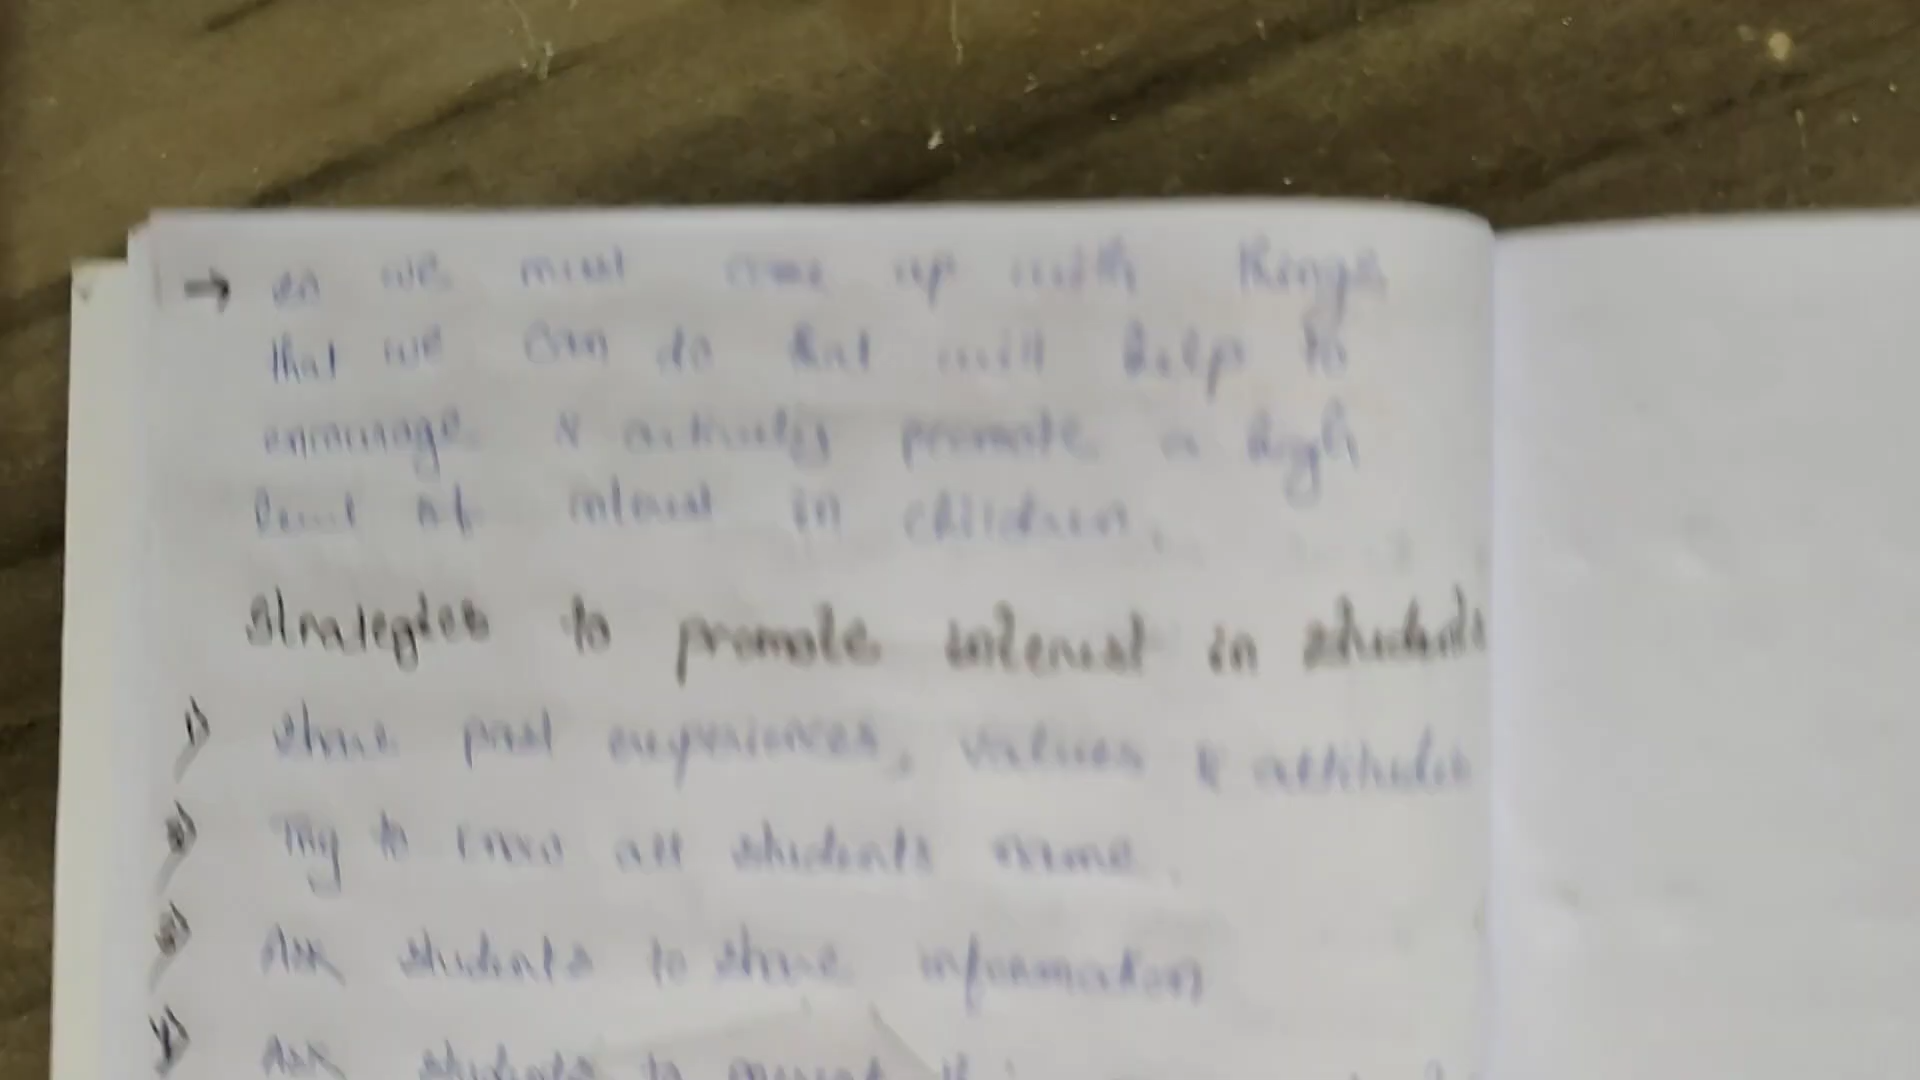 → so we must come up with things
that we can do that will help to
encourage & actively promote a high
level of interest in children.
Strategies to promote interest in students
1) share past experiences, values & attitudes
2) Try to know all students name.
3) Ask students to share information
4) Ask students to